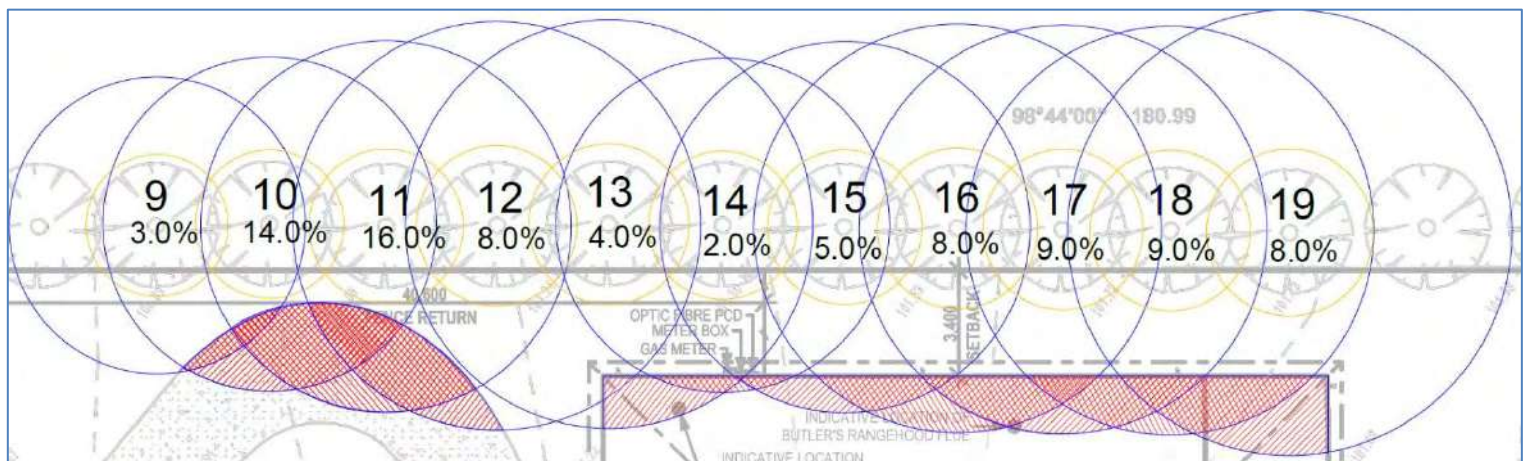 98°44'00" 180.99
9 10 11 12 13 14 15 16 17 18 19
3.0% 14.0% 16.0% 8.0% 4.0% 2.0% 5.0% 8.0% 9.0% 9.0% 8.0%
40.600
NCE RETURN
OPTIC FIBRE PCD
METER BOX
GAS METER
3.400
SETBACK
INDICATIVE LOCATION
BUTLER'S RANGEHOOD FLUE
INDICATIVE LOCATION